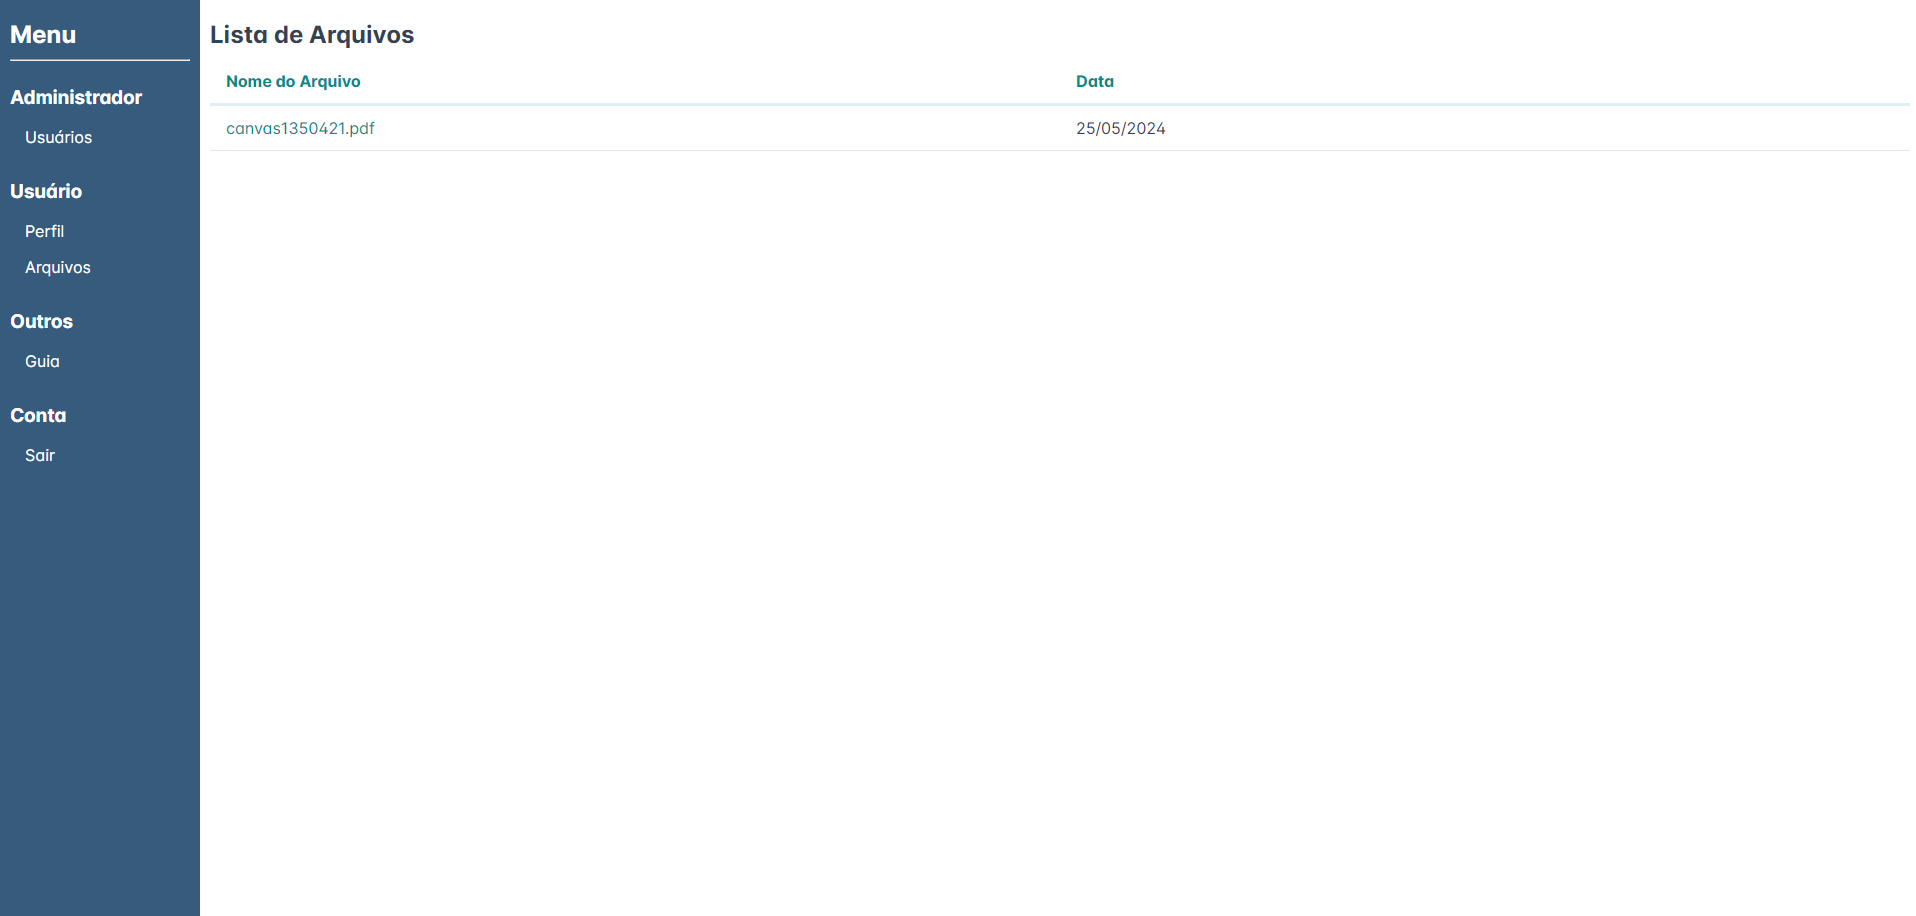 Menu
Administrador
Usuários
Usuário
Perfil
Arquivos
Outros
Guia
Conta
Sair
Lista de Arquivos
Nome do Arquivo Data
canvas1350421.pdf 25/05/2024